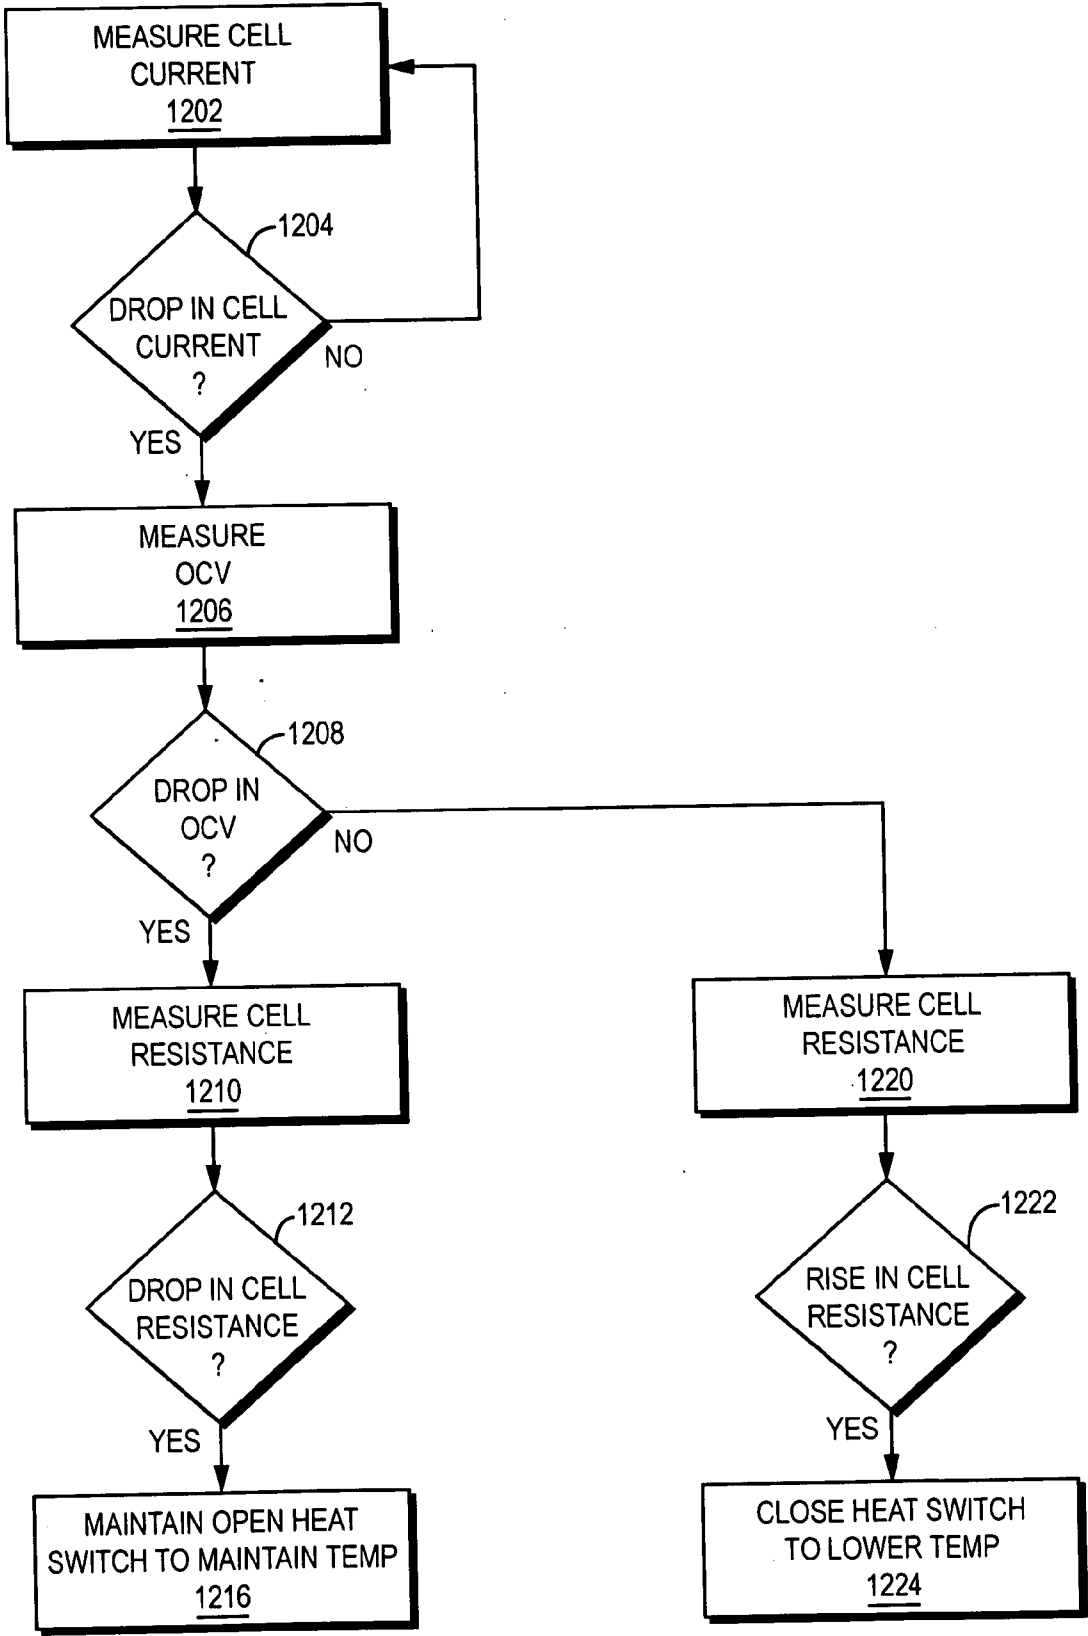 MEASURE CELL
CURRENT
1202
1204
DROP IN CELL
CURRENT
?
NO
YES
MEASURE
OCV
1206
1208
DROP IN
OCV
?
NO
YES
MEASURE CELL
RESISTANCE
1210
1212
DROP IN CELL
RESISTANCE
?
YES
MAINTAIN OPEN HEAT
SWITCH TO MAINTAIN TEMP
1216
MEASURE CELL
RESISTANCE
1220
1222
RISE IN CELL
RESISTANCE
?
YES
CLOSE HEAT SWITCH
TO LOWER TEMP
1224